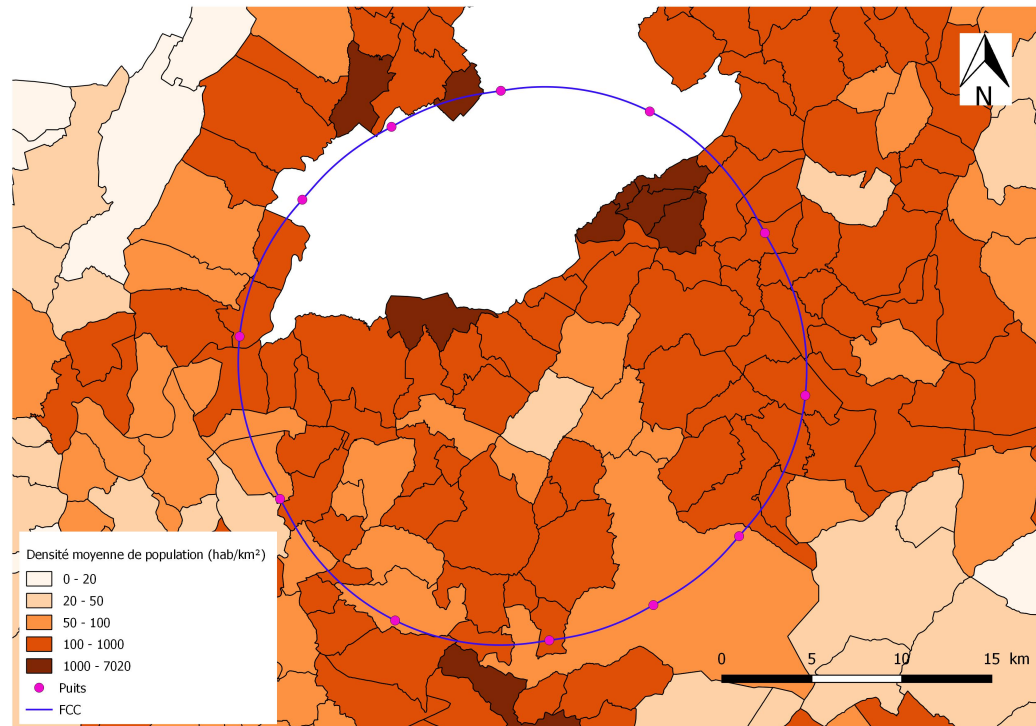 N
Densité moyenne de population (hab/km²)
0 - 20
20 - 50
50 - 100
100 - 1000
1000 - 7020
Puits
FCC
0 5 10 15 km